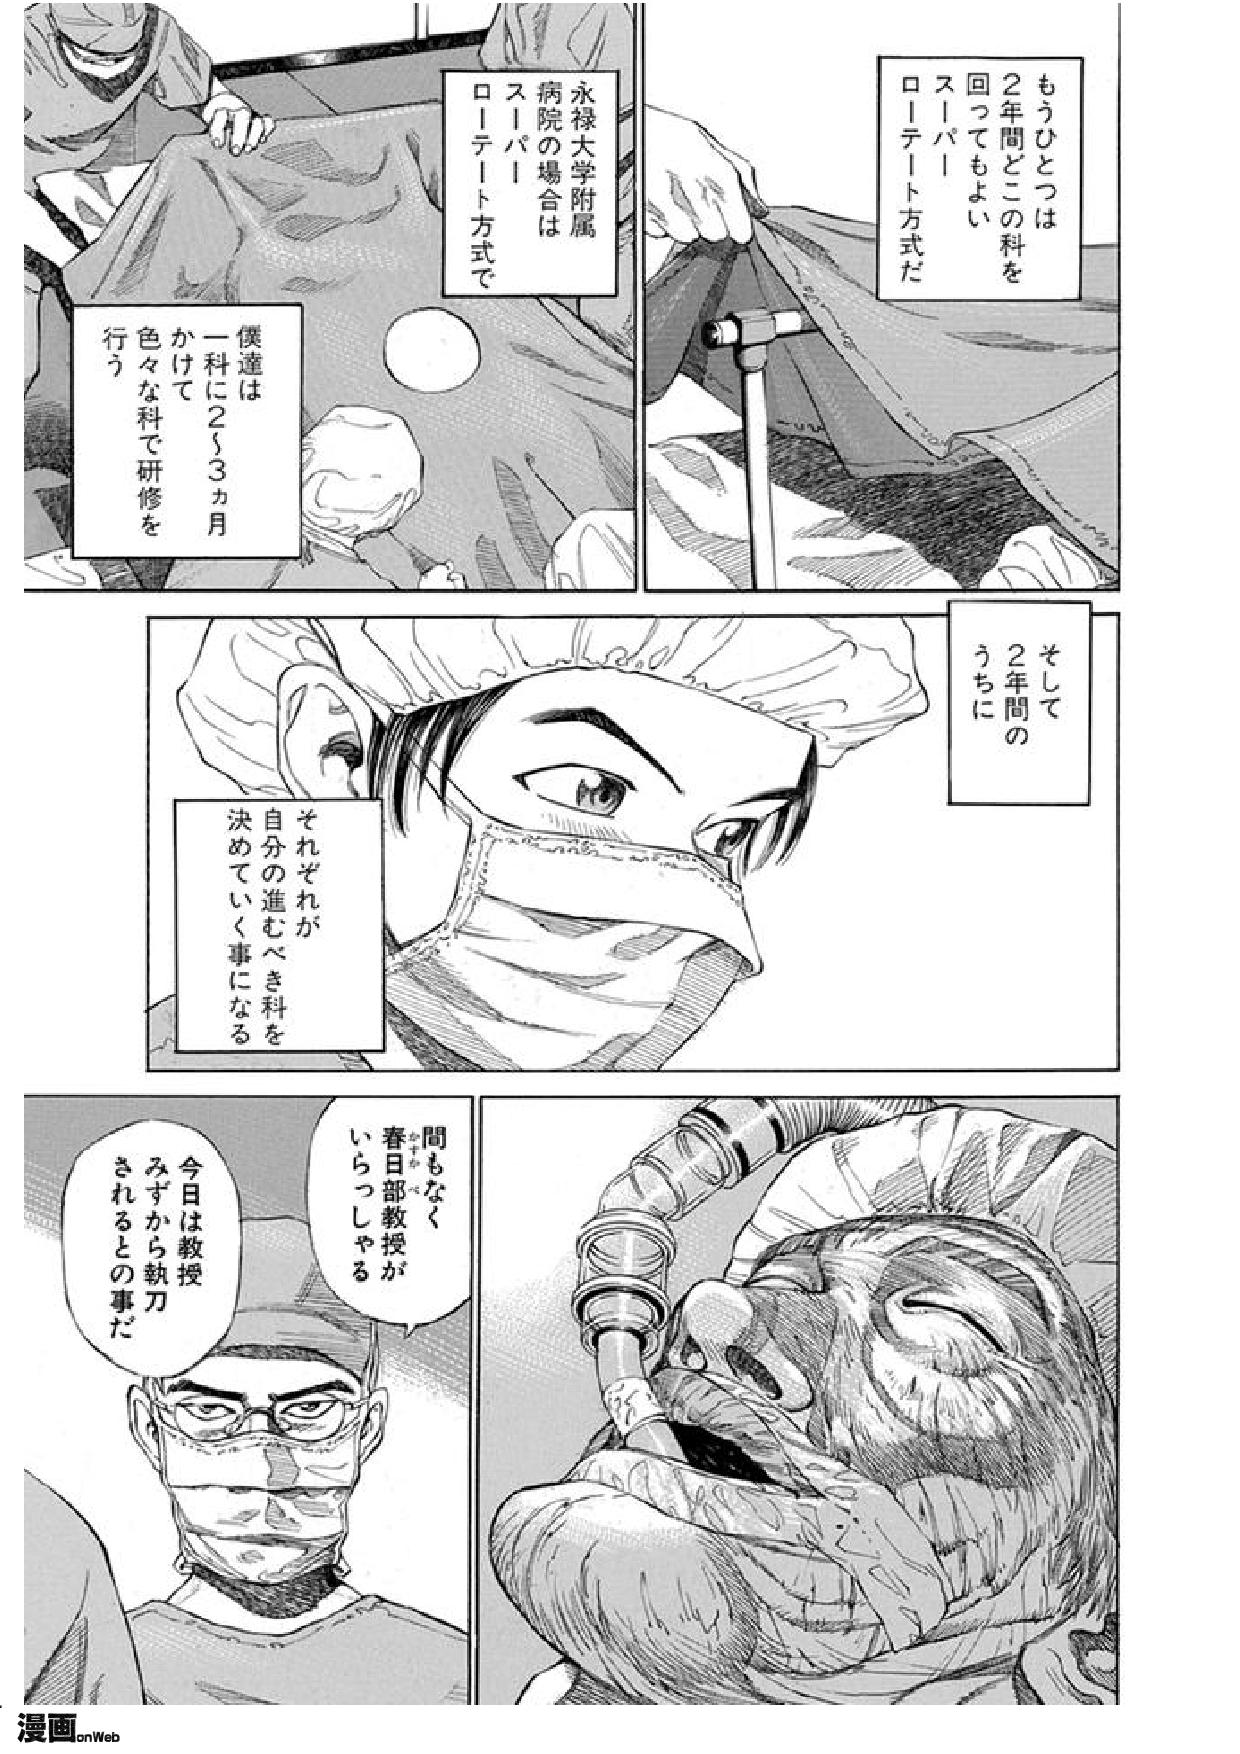 もうひとつは
2年間どこの科を
回ってもよい
スーパー
ローテート方式だ
永禄大学附属
病院の場合は
スーパー
ローテート方式で
僕達は
一科に2～3ヵ月
かけて
色々な科で研修を
行う
そして
2年間の
うちに
それぞれが
自分の進むべき科を
決めていく事になる
間もなく
春日部教授が
かすかべ
いらっしゃる
今日は教授
みずから執刀
されるとの事だ
漫画onWeb